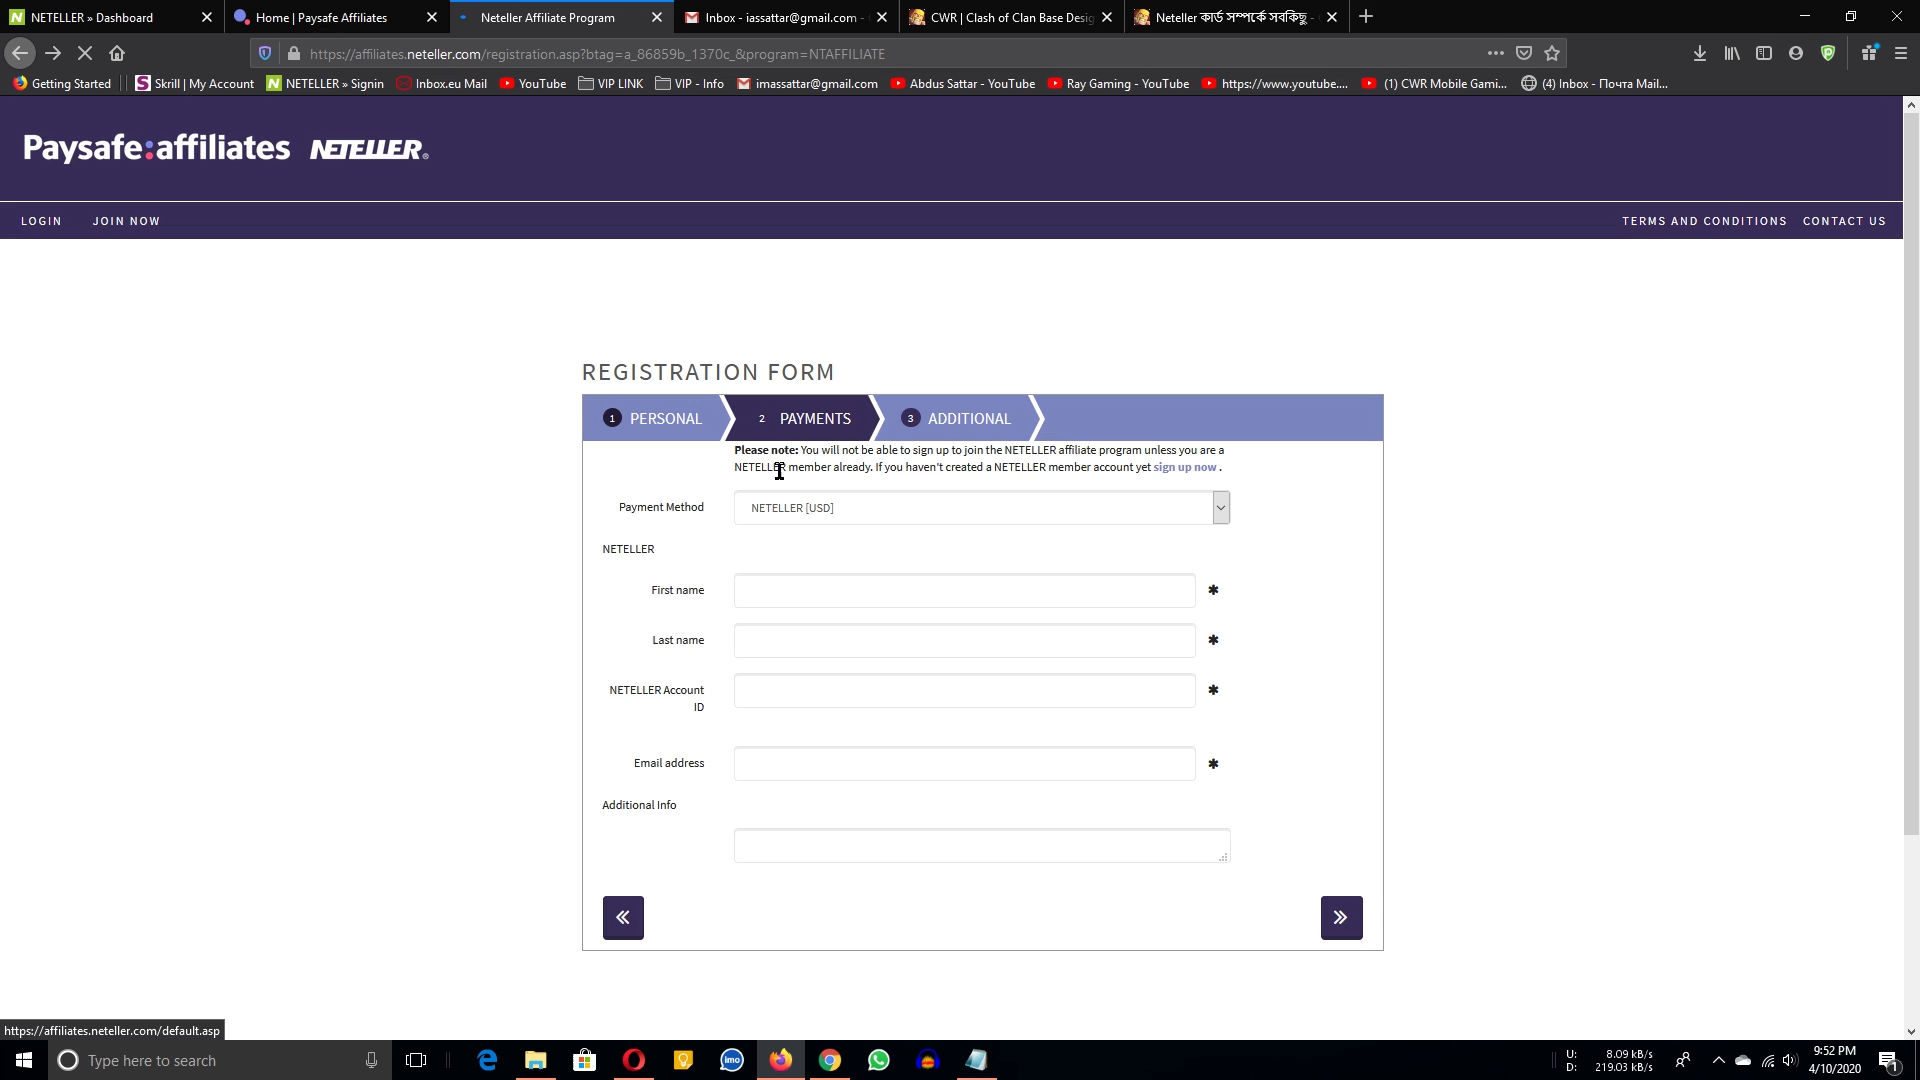 NETELLER » Dashboard
Home | Paysafe Affiliates
Neteller Affiliate Program
Inbox - iassattar@gmail.com -
CWR | Clash of Clan Base Desig
Neteller কার্ড সম্পর্কে সবকিছু -
https://affiliates.neteller.com/registration.asp?btag=a_86859b_1370c_&program=NTAFFILIATE
Getting Started
Skrill | My Account
NETELLER » Signin
Inbox.eu Mail
YouTube
VIP LINK
VIP - Info
imassattar@gmail.com
Abdus Sattar - YouTube
Ray Gaming - YouTube
https://www.youtube....
(1) CWR Mobile Gami...
(4) Inbox - Почта Mail...
Paysafe:affiliates NETELLER®
LOGIN
JOIN NOW
TERMS AND CONDITIONS
CONTACT US
REGISTRATION FORM
1 PERSONAL
2 PAYMENTS
3 ADDITIONAL
Please note: You will not be able to sign up to join the NETELLER affiliate program unless you are a
NETELLER member already. If you haven't created a NETELLER member account yet sign up now .
Payment Method
NETELLER [USD]
NETELLER
First name
✱
Last name
✱
NETELLER Account
ID
✱
Email address
✱
Additional Info
«
»
https://affiliates.neteller.com/default.asp
Type here to search
imo
U: 8.09 kB/s
D: 219.03 kB/s
9:52 PM
4/10/2020
1